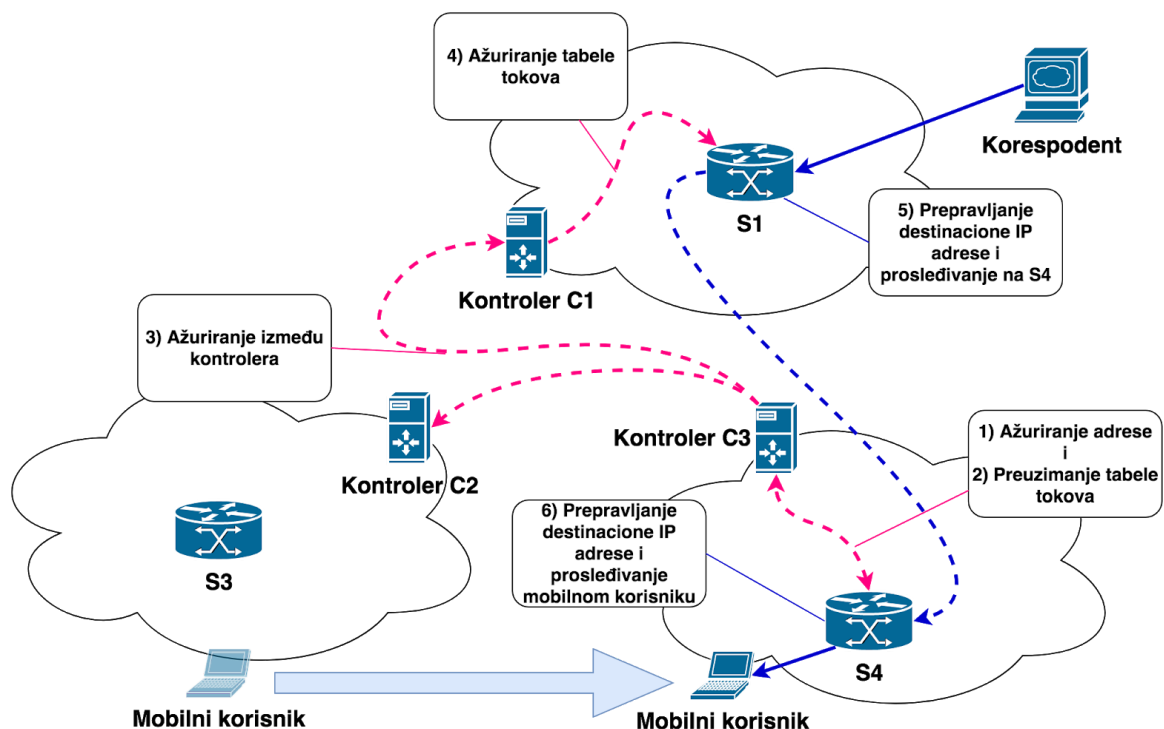 4) Ažuriranje tabele
tokova
Korespodent
S1
5) Prepravljanje
destinacione IP
adrese i
prosleđivanje na S4
Kontroler C1
3) Ažuriranje između
kontrolera
Kontroler C2
Kontroler C3
1) Ažuriranje adrese
i
2) Preuzimanje tabele
tokova
6) Prepravljanje
destinacione IP
adrese i
prosleđivanje
mobilnom korisniku
S3
S4
Mobilni korisnik
Mobilni korisnik